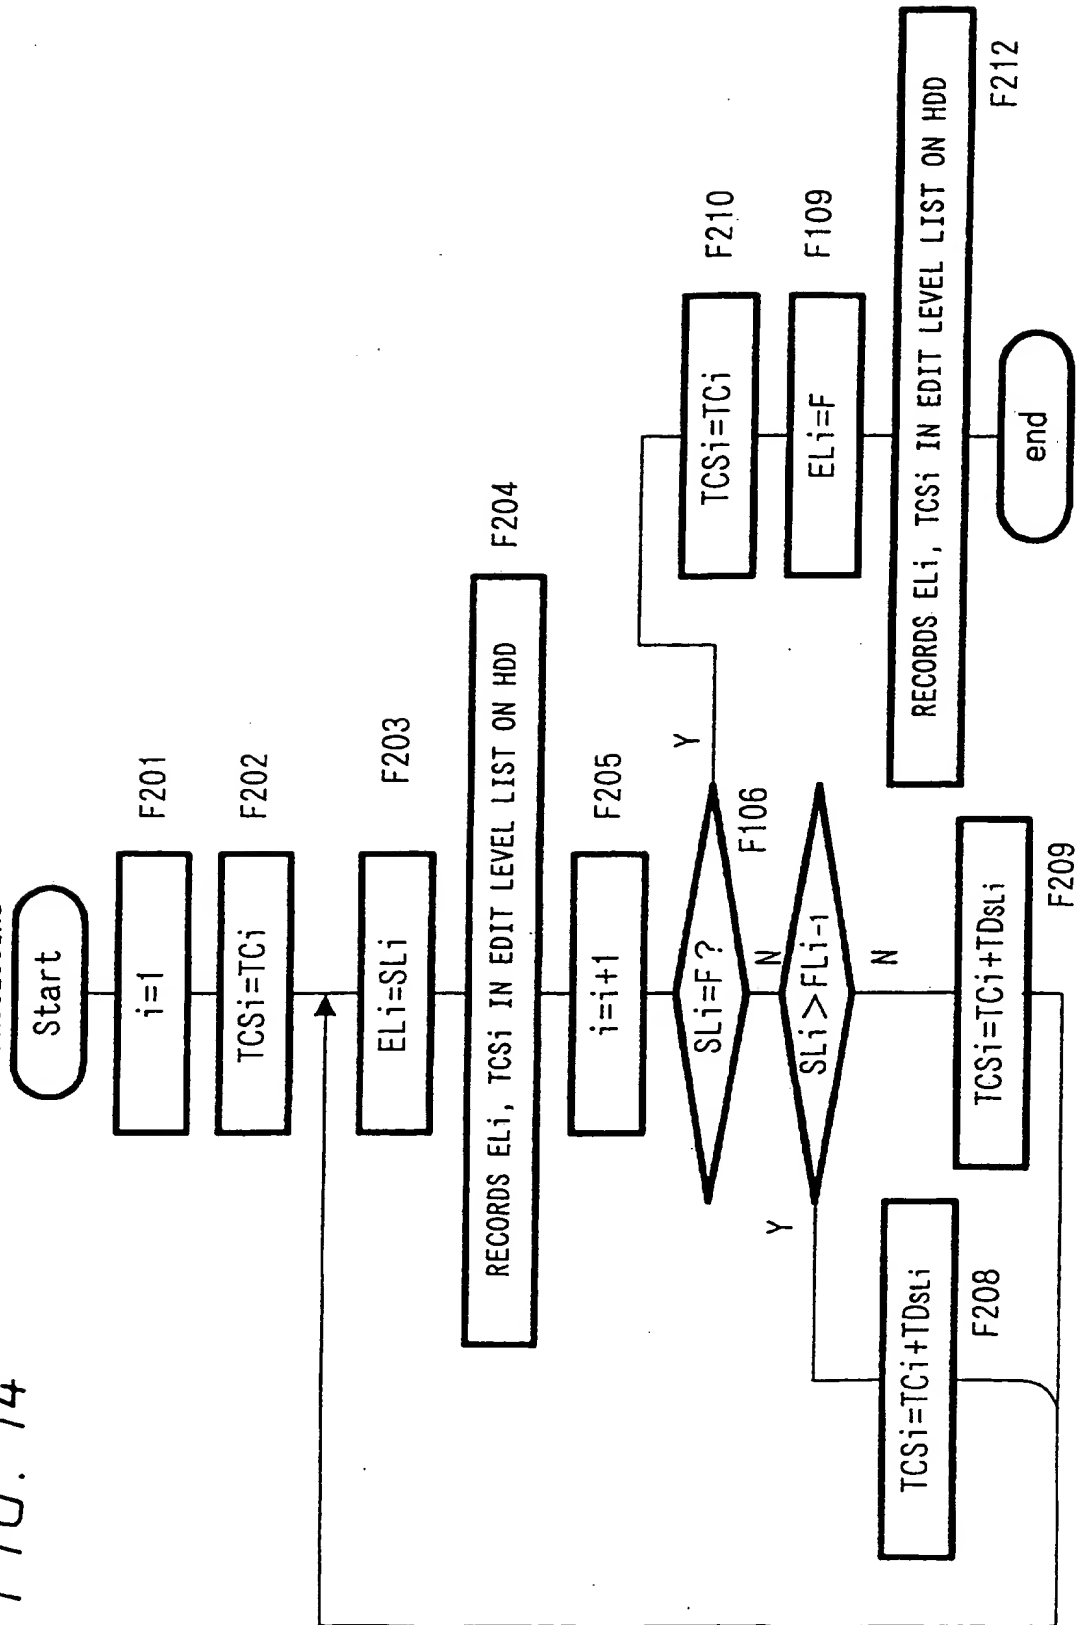 FIG. 14
Start
i=1
F201
TCSi=TCi
F202
ELi=SLi
F203
RECORDS ELi, TCSi IN EDIT LEVEL LIST ON HDD
F204
i=i+1
F205
SLi=F?
F106
Y
N
SLi>FLi-1
Y
N
TCSi=TCi+TDSLi
F208
TCSi=TCi+TDSLi
F209
TCSi=TCi
F210
ELi=F
F109
RECORDS ELi, TCSi IN EDIT LEVEL LIST ON HDD
F212
end